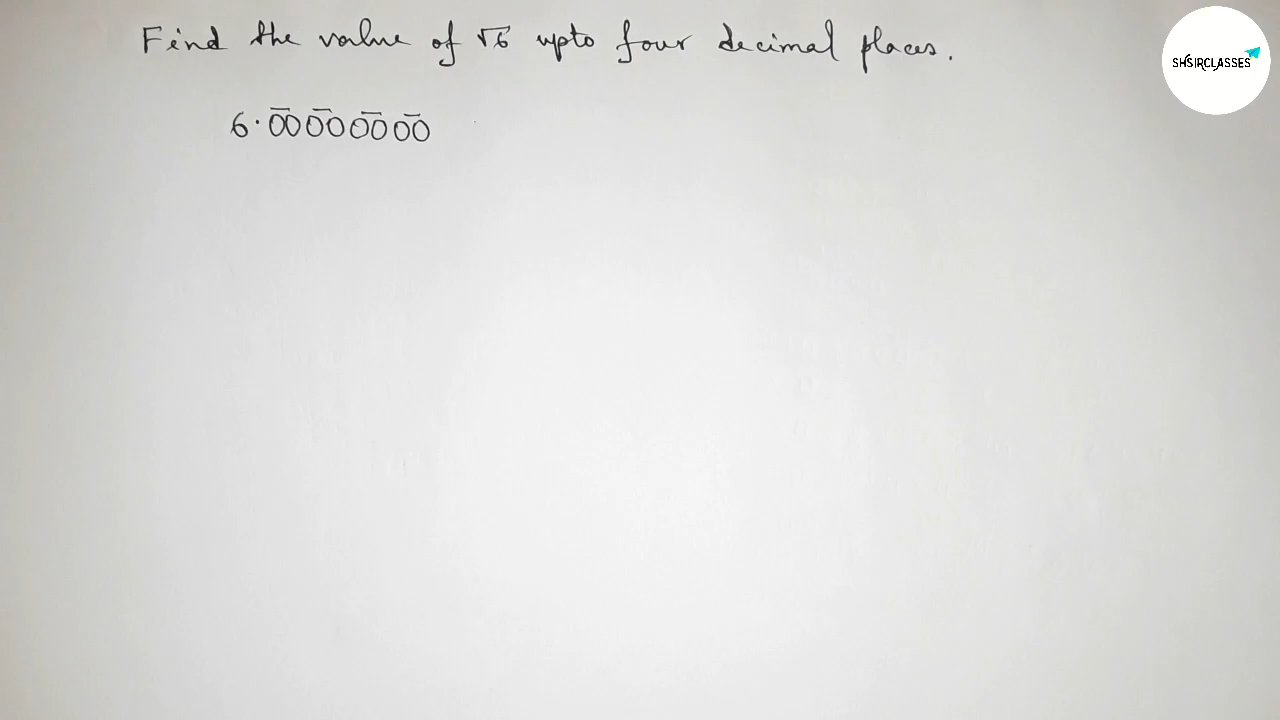 Find the value of √6 upto four decimal places.
SHSIRCLASSES
6.00000000